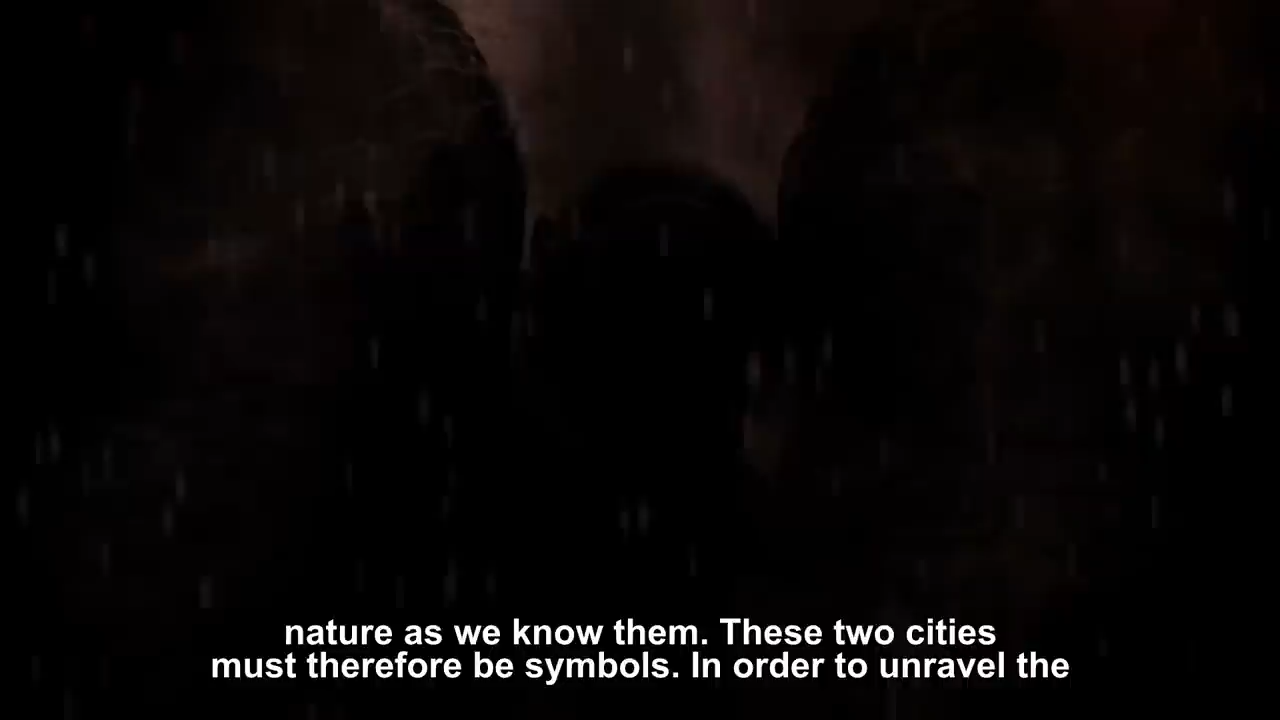 nature as we know them. These two cities
must therefore be symbols. In order to unravel the